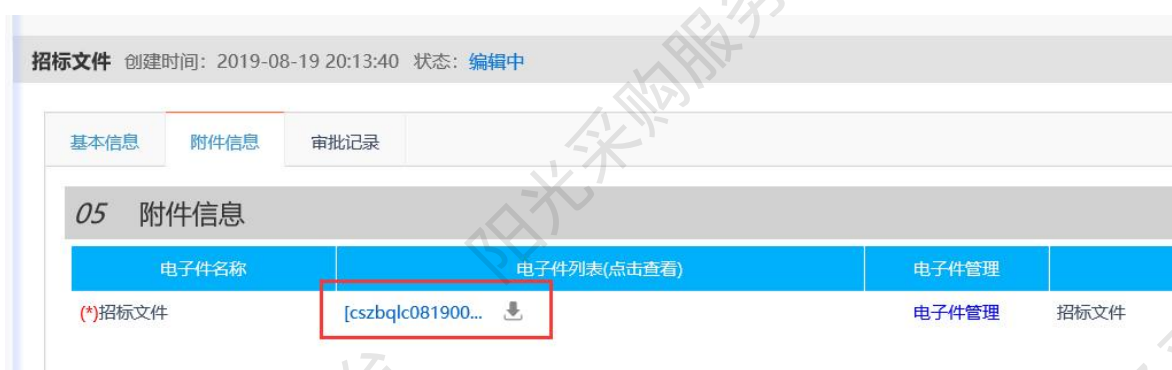 招标文件 创建时间：2019-08-19 20:13:40 状态：编辑中
基本信息 附件信息 审批记录
05 附件信息
电子件名称 电子件列表(点击查看) 电子件管理
(*)招标文件 [cszbqlc081900... 电子件管理 招标文件
阳光采购服务